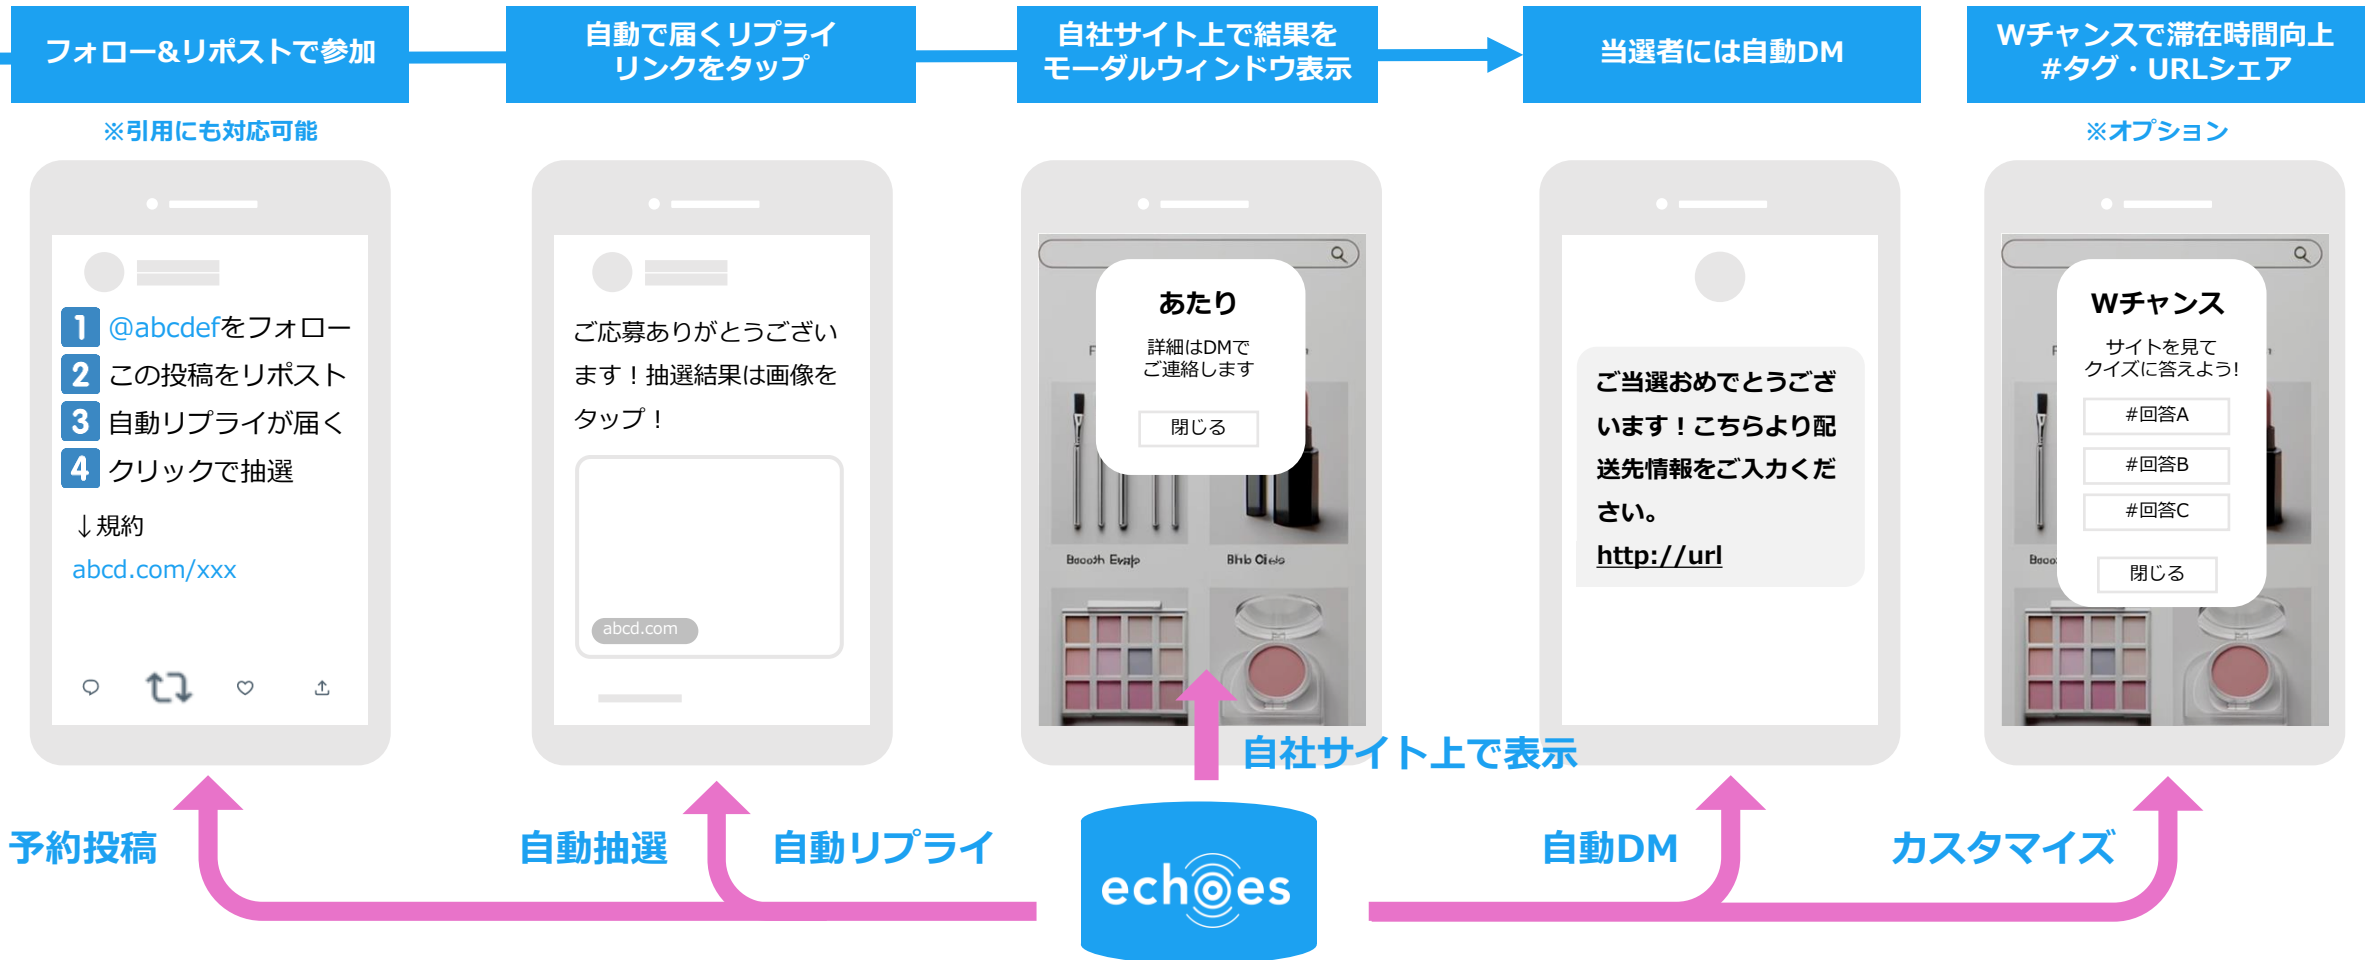 フォロー&リポストで参加
※引用にも対応可能
自動で届くリプライ
リンクをタップ
自社サイト上で結果を
モーダルウィンドウ表示
当選者には自動DM
Wチャンスで滞在時間向上
#タグ・URLシェア
※オプション
1 @abcdefをフォロー
2 この投稿をリポスト
3 自動リプライが届く
4 クリックで抽選
↓規約
abcd.com/xxx
ご応募ありがとうござい
ます！抽選結果は画像を
タップ！
abcd.com
あたり
詳細はDMで
ご連絡します
閉じる
ご当選おめでとうござ
います！こちらより配
送先情報をご入力くだ
さい。
http://url
Wチャンス
サイトを見て
クイズに答えよう!
#回答A
#回答B
#回答C
閉じる
自社サイト上で表示
予約投稿
自動抽選
自動リプライ
echoes
自動DM
カスタマイズ